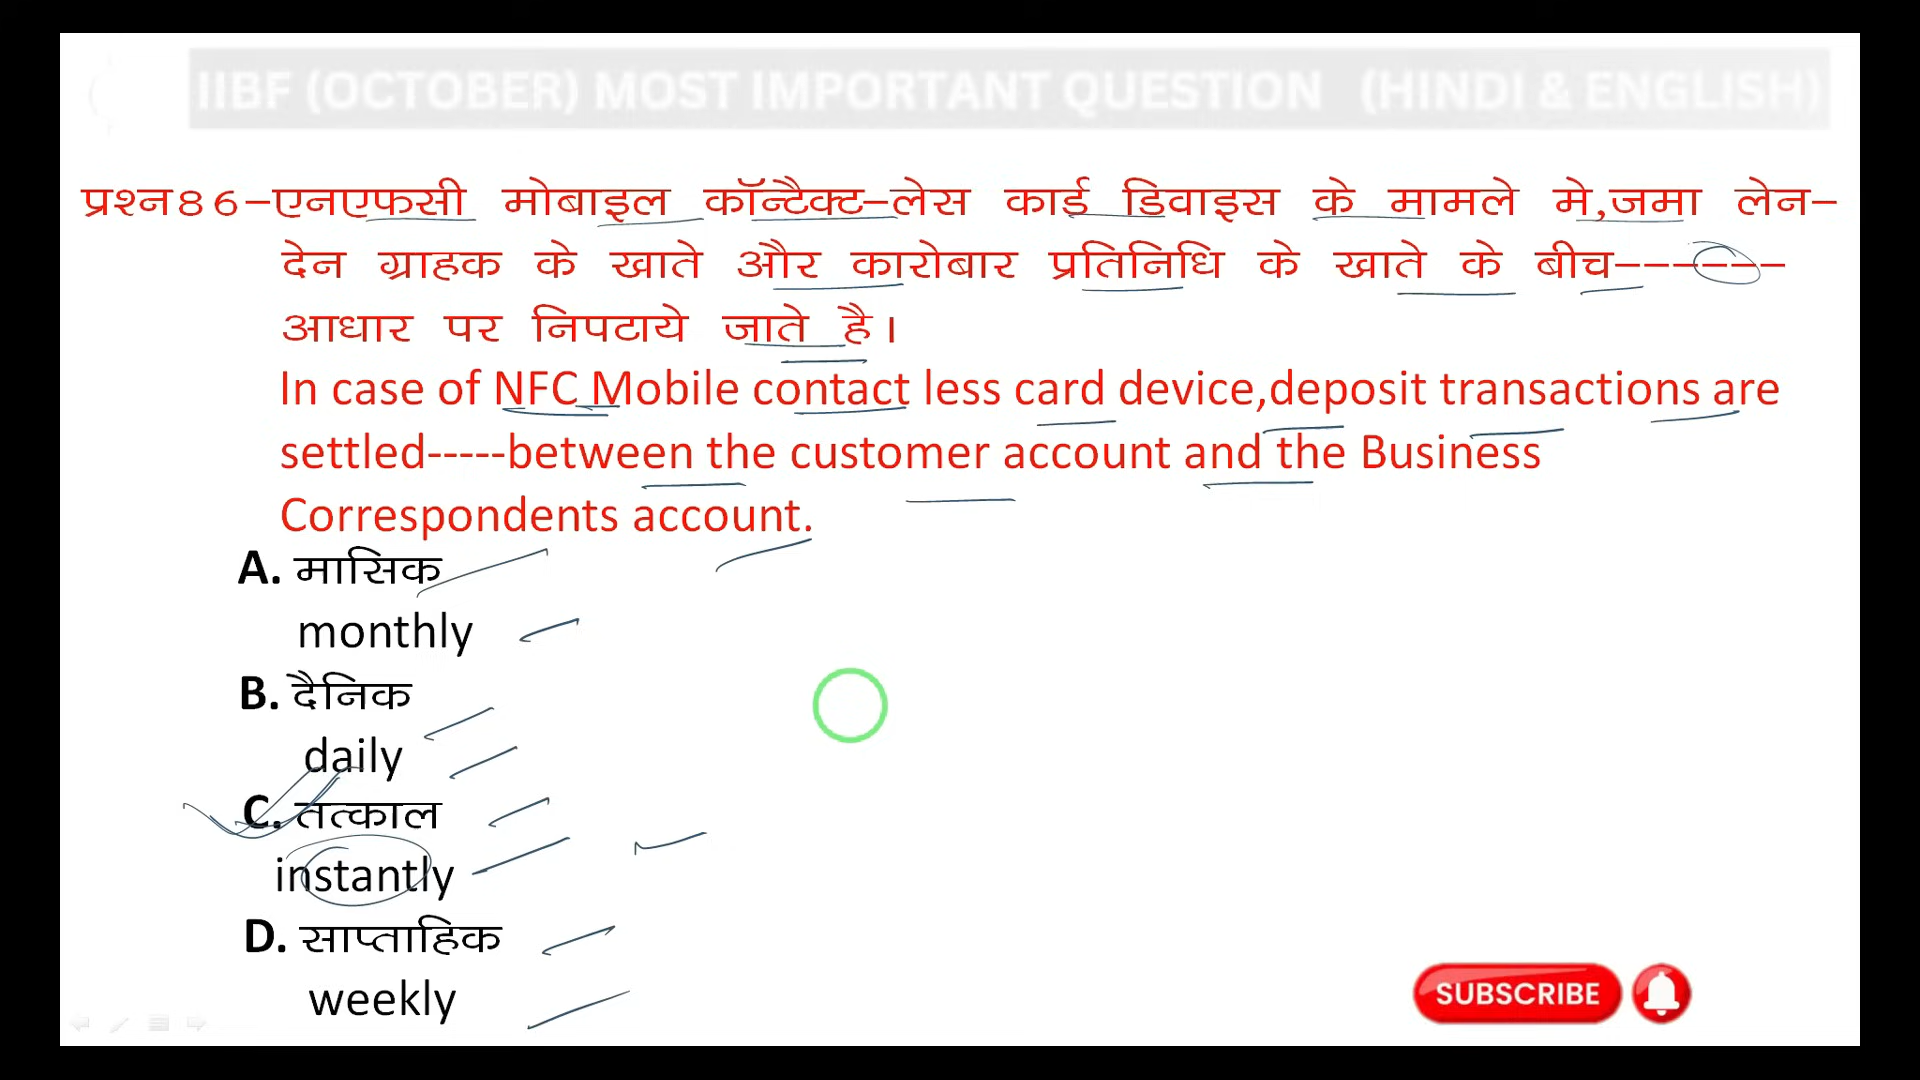 IIBF (OCTOBER) MOST IMPORTANT QUESTION (HINDI & ENGLISH)
प्रश्न86–एनएफसी मोबाइल कॉन्टैक्ट–लेस कार्ड डिवाइस के मामले मे,जमा लेन–
देन ग्राहक के खाते और कारोबार प्रतिनिधि के खाते के बीच––––––
आधार पर निपटाये जाते है।
In case of NFC Mobile contact less card device,deposit transactions are
settled-----between the customer account and the Business
Correspondents account.
A. मासिक
monthly
B. दैनिक
daily
C. तत्काल
instantly
D. साप्ताहिक
weekly
SUBSCRIBE